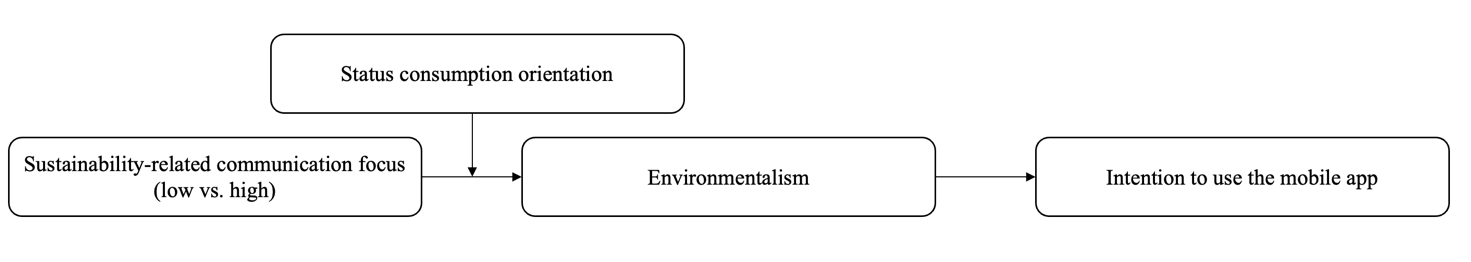 Status consumption orientation
Sustainability-related communication focus
(low vs. high)
Environmentalism
Intention to use the mobile app